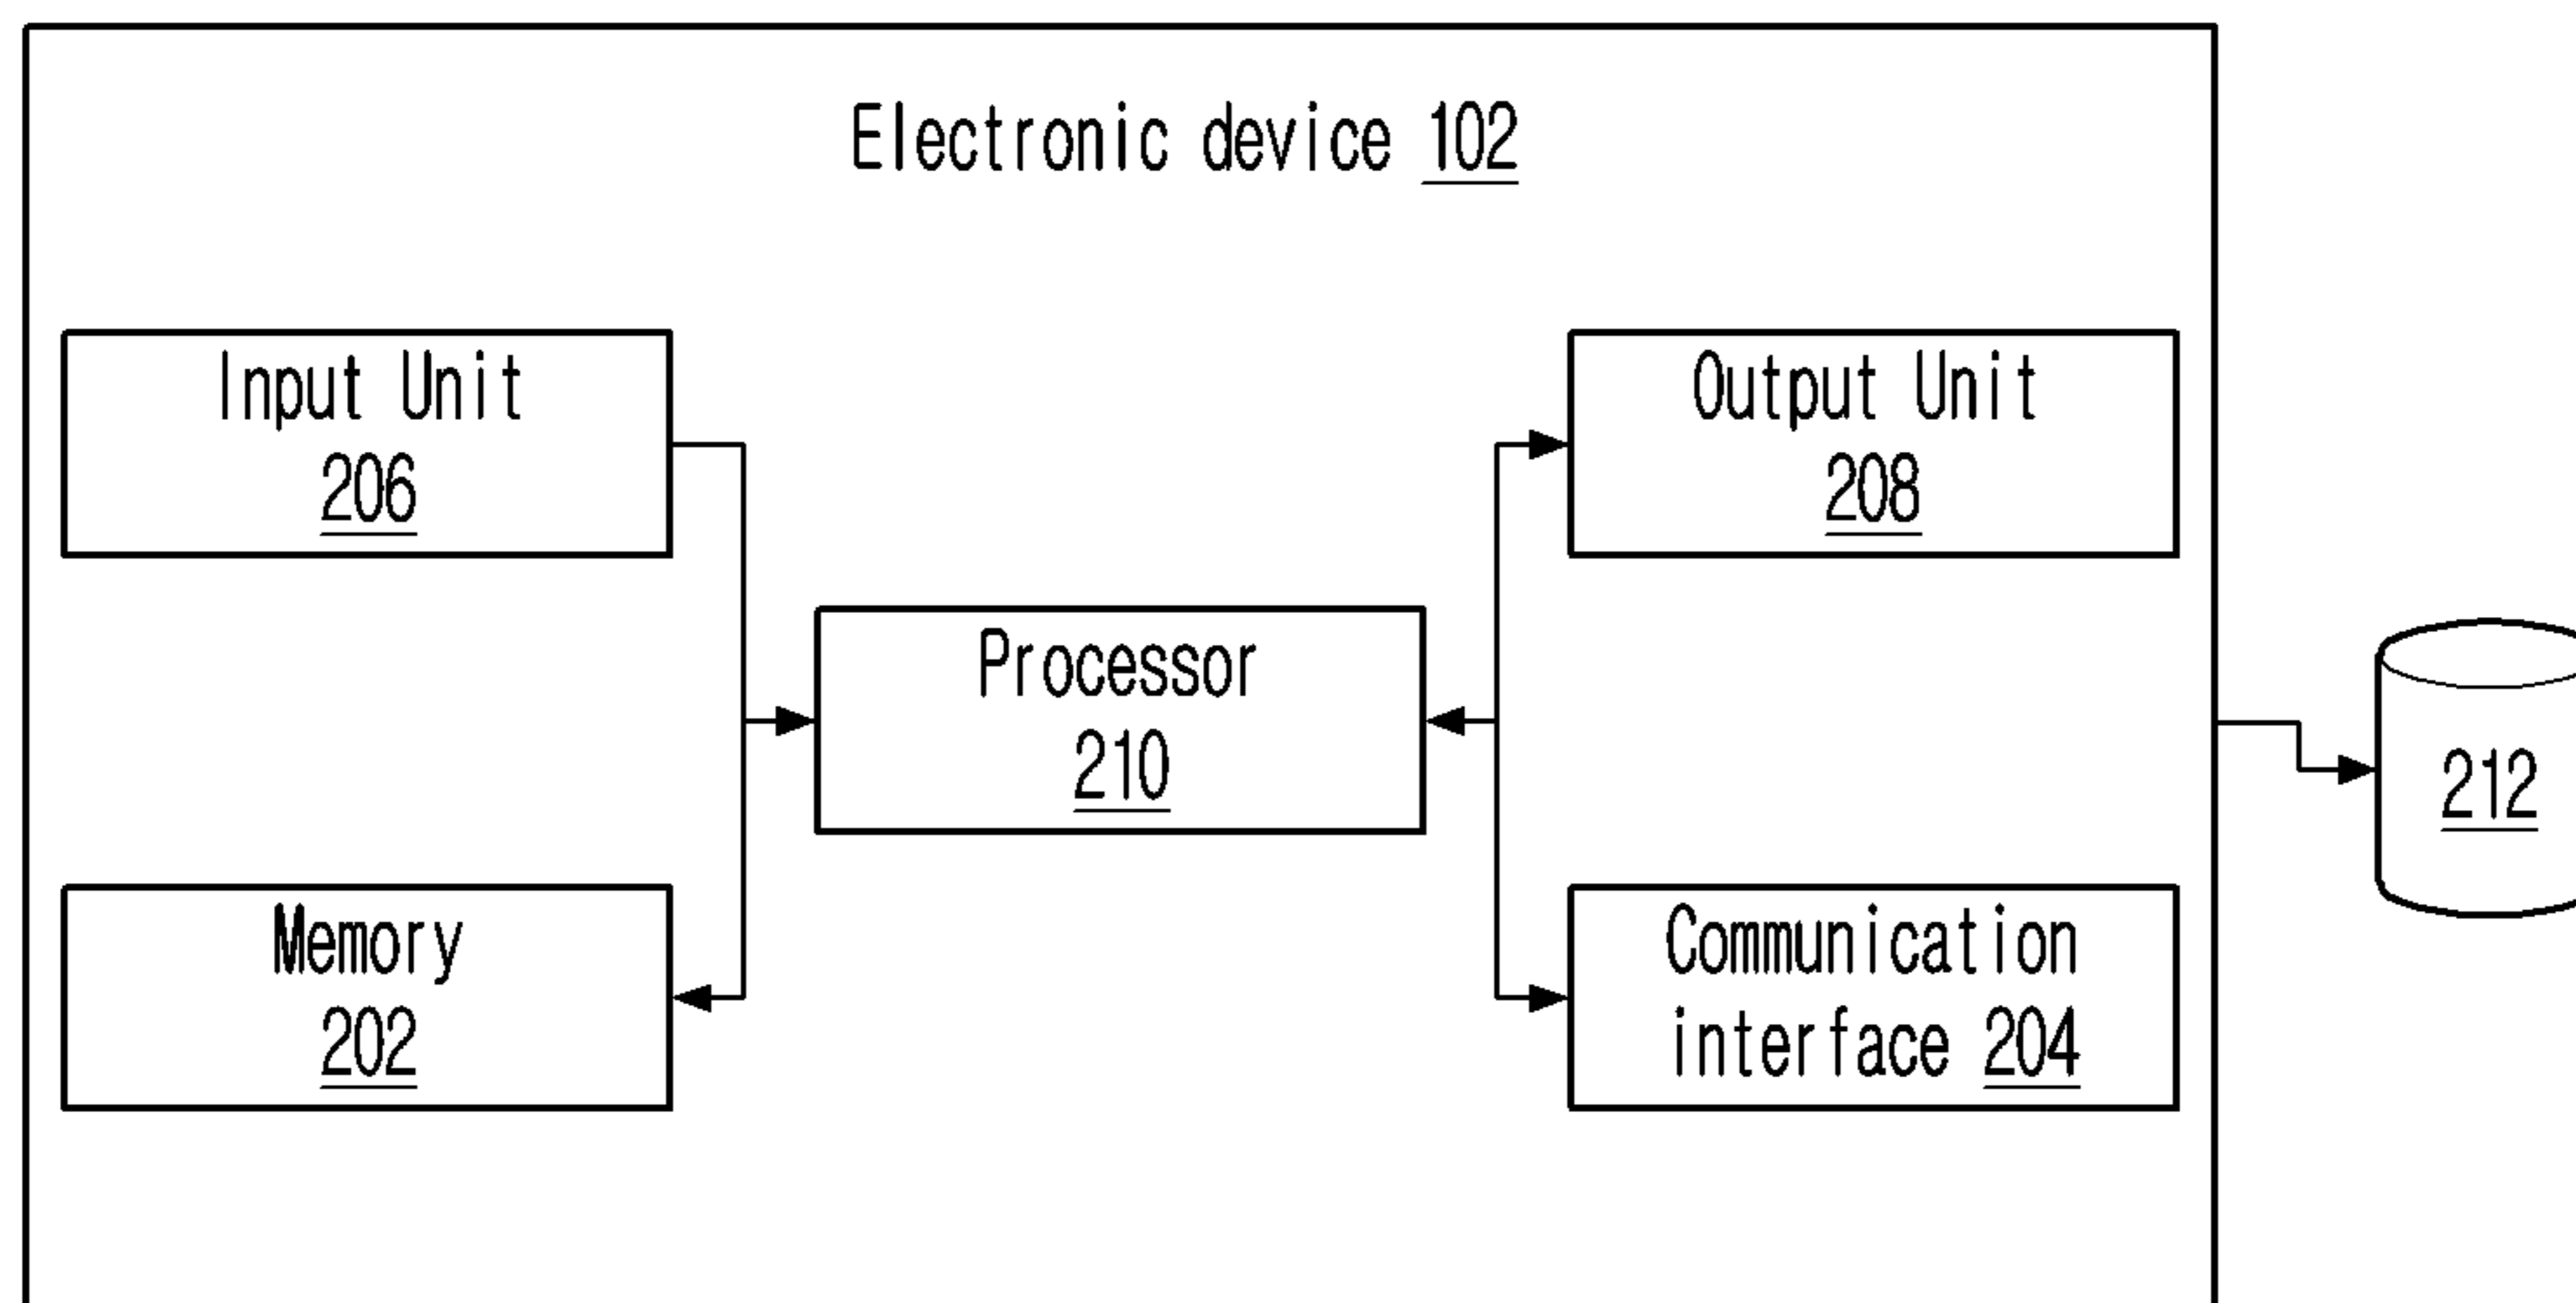 Electronic device 102
Input Unit
206
Output Unit
208
Processor
210
212
Memory
202
Communication
interface 204